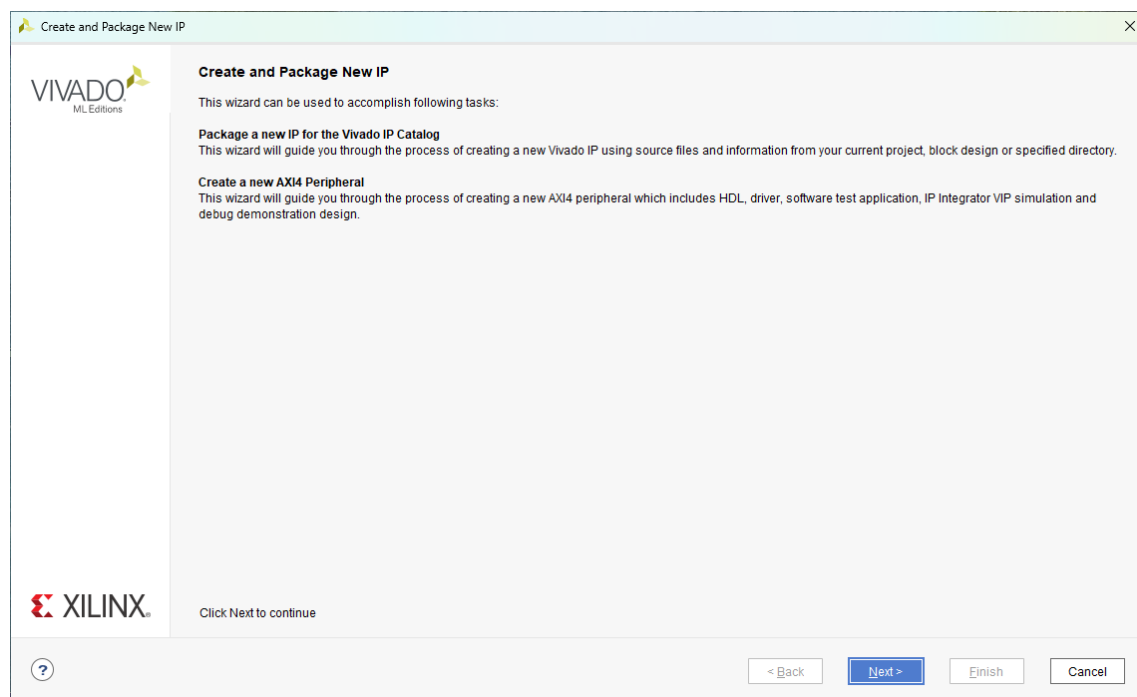 Create and Package New IP
VIVADO.
ML Editions
Create and Package New IP
This wizard can be used to accomplish following tasks:
Package a new IP for the Vivado IP Catalog
This wizard will guide you through the process of creating a new Vivado IP using source files and information from your current project, block design or specified directory.
Create a new AXI4 Peripheral
This wizard will guide you through the process of creating a new AXI4 peripheral which includes HDL, driver, software test application, IP Integrator VIP simulation and
debug demonstration design.
XILINX.
Click Next to continue
?
< Back
Next >
Finish
Cancel